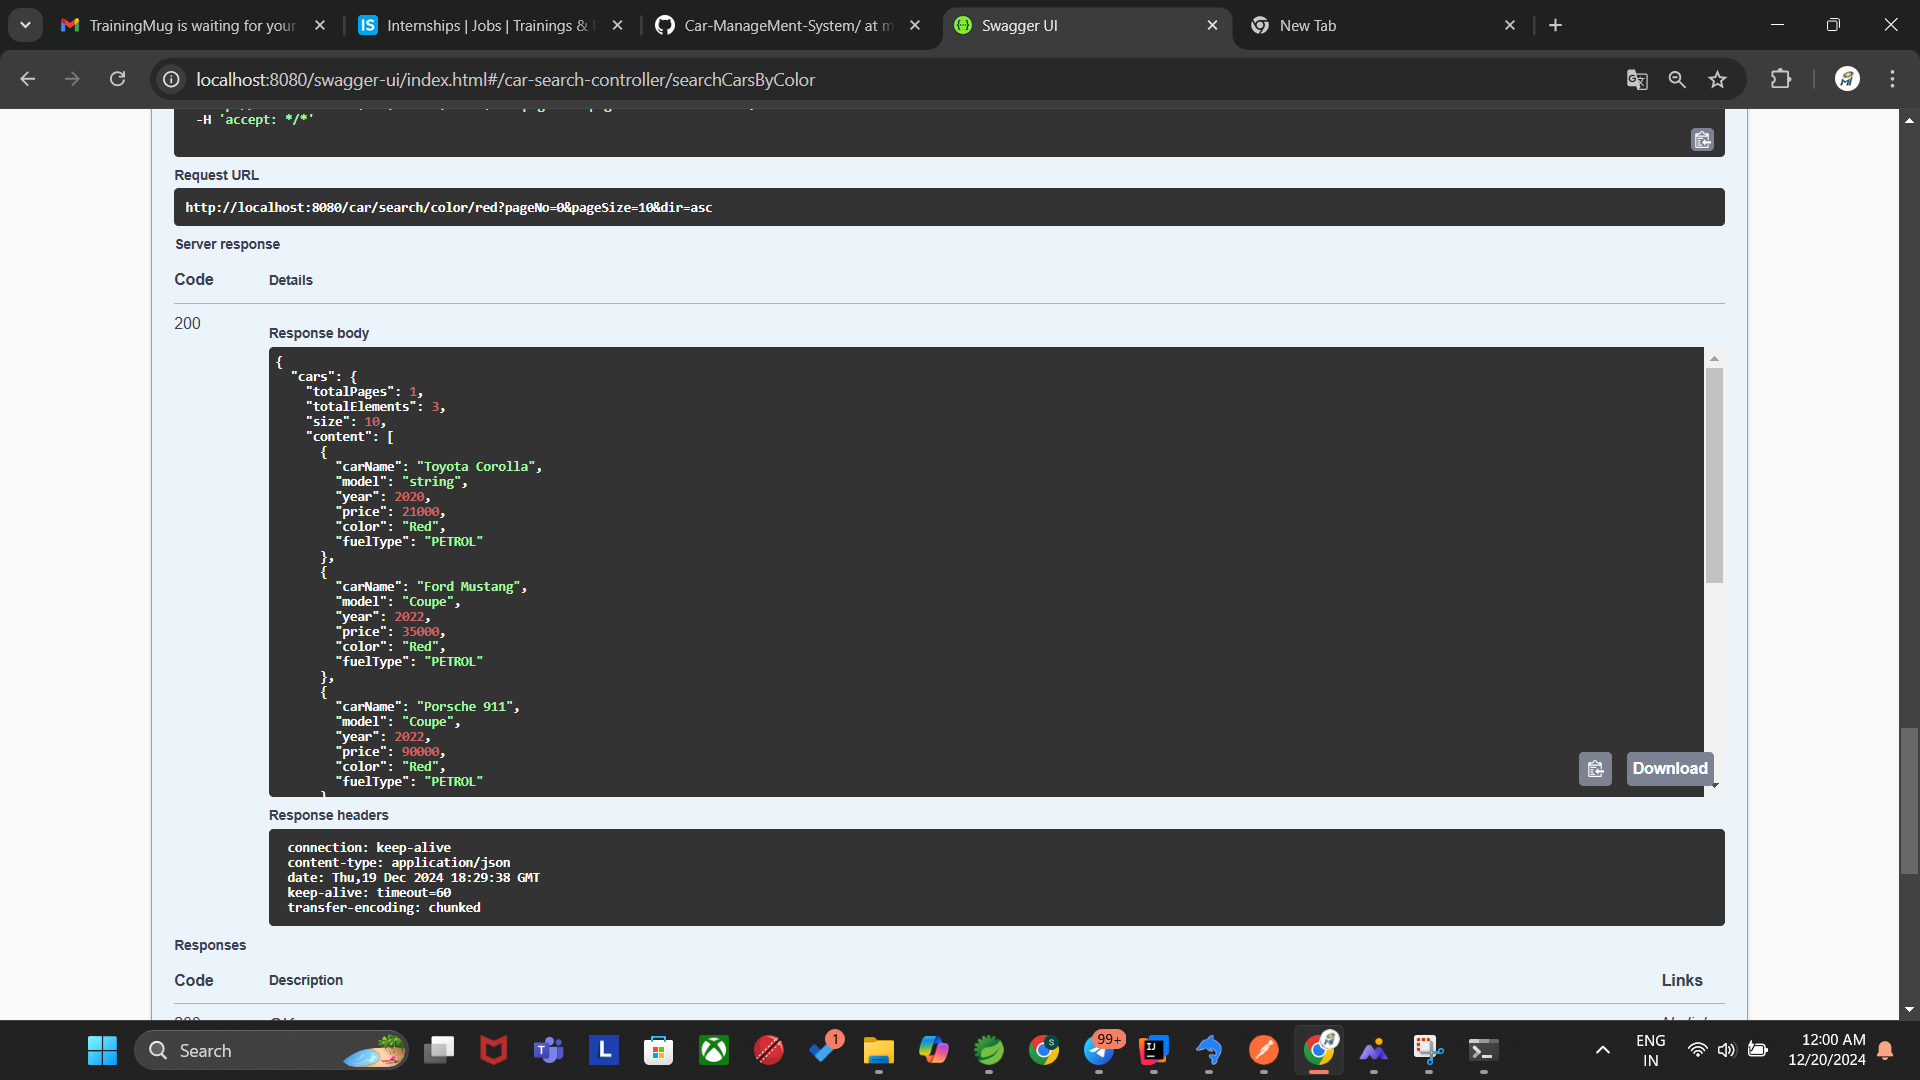 TrainingMug is waiting for your
Internships | Jobs | Trainings &
Car-ManageMent-System/ at m
Swagger UI
New Tab
localhost:8080/swagger-ui/index.html#/car-search-controller/searchCarsByColor
-H 'accept: */*'
Request URL
http://localhost:8080/car/search/color/red?pageNo=0&pageSize=10&dir=asc
Server response
Code Details
200
Response body
{
"cars": {
"totalPages": 1,
"totalElements": 3,
"size": 10,
"content": [
{
"carName": "Toyota Corolla",
"model": "string",
"year": 2020,
"price": 21000,
"color": "Red",
"fuelType": "PETROL"
},
{
"carName": "Ford Mustang",
"model": "Coupe",
"year": 2022,
"price": 35000,
"color": "Red",
"fuelType": "PETROL"
},
{
"carName": "Porsche 911",
"model": "Coupe",
"year": 2022,
"price": 90000,
"color": "Red",
"fuelType": "PETROL"
}
Download
Response headers
connection: keep-alive
content-type: application/json
date: Thu,19 Dec 2024 18:29:38 GMT
keep-alive: timeout=60
transfer-encoding: chunked
Responses
Code Description Links
Search
1
99+
ENG
IN
12:00 AM
12/20/2024